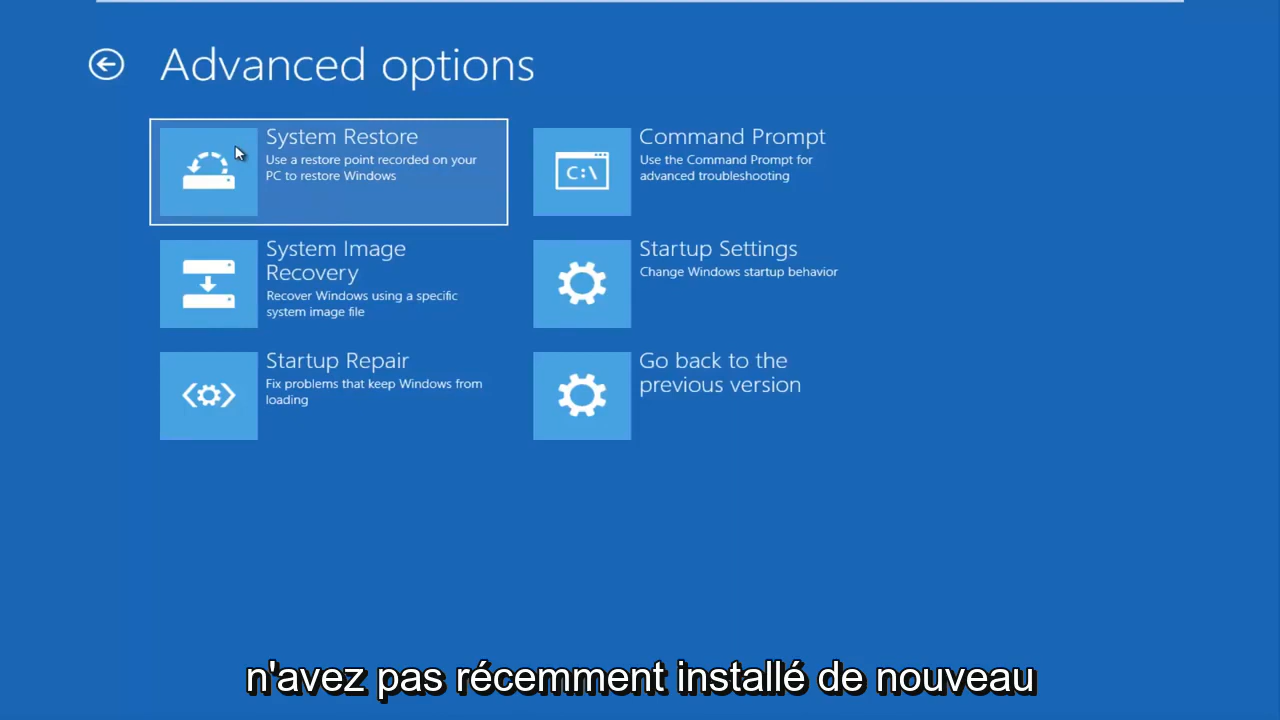 Advanced options
System Restore
Use a restore point recorded on your
PC to restore Windows
Command Prompt
Use the Command Prompt for
advanced troubleshooting
C:\
System Image
Recovery
Recover Windows using a specific
system image file
Startup Settings
Change Windows startup behavior
Startup Repair
Fix problems that keep Windows from
loading
Go back to the
previous version
n'avez pas récemment installé de nouveau